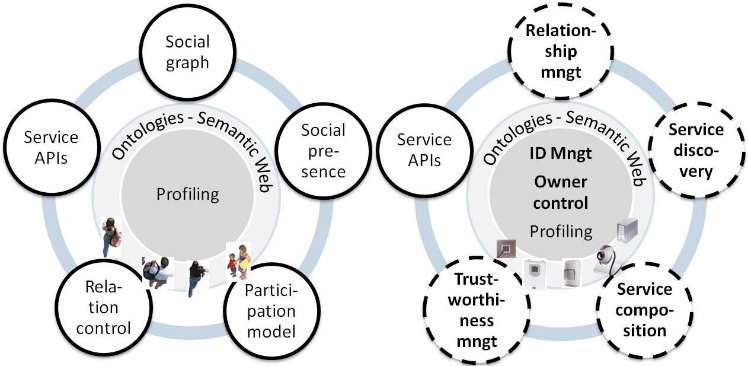 Social
graph
Service
APIs
Ontologies - Semantic Web
Social
pre-
sence
Profiling
Rela-
tion
control
Partici-
pation
model
Relation-
ship
mngt
Service
APIs
Ontologies - Semantic Web
Service
disco-
very
ID Mngt
Owner
control
Profiling
Trust-
worthi-
ness
mngt
Service
compo-
sition